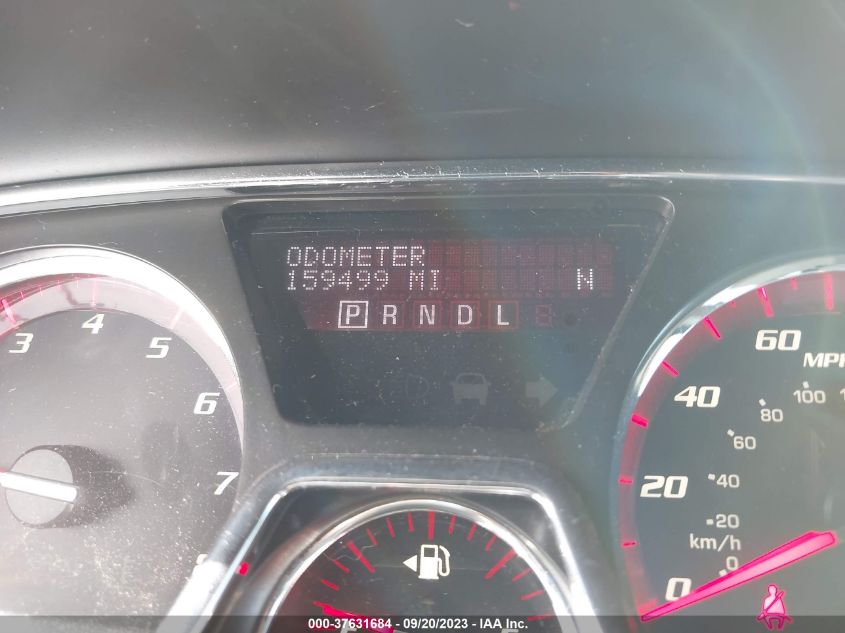 ODOMETER
159499 MI N
P R N D L
3 4 5 6 7
60 MPH
40 100
80
60
20 40
20
km/h
0 0
000-37631684 - 09/20/2023 - IAA Inc.